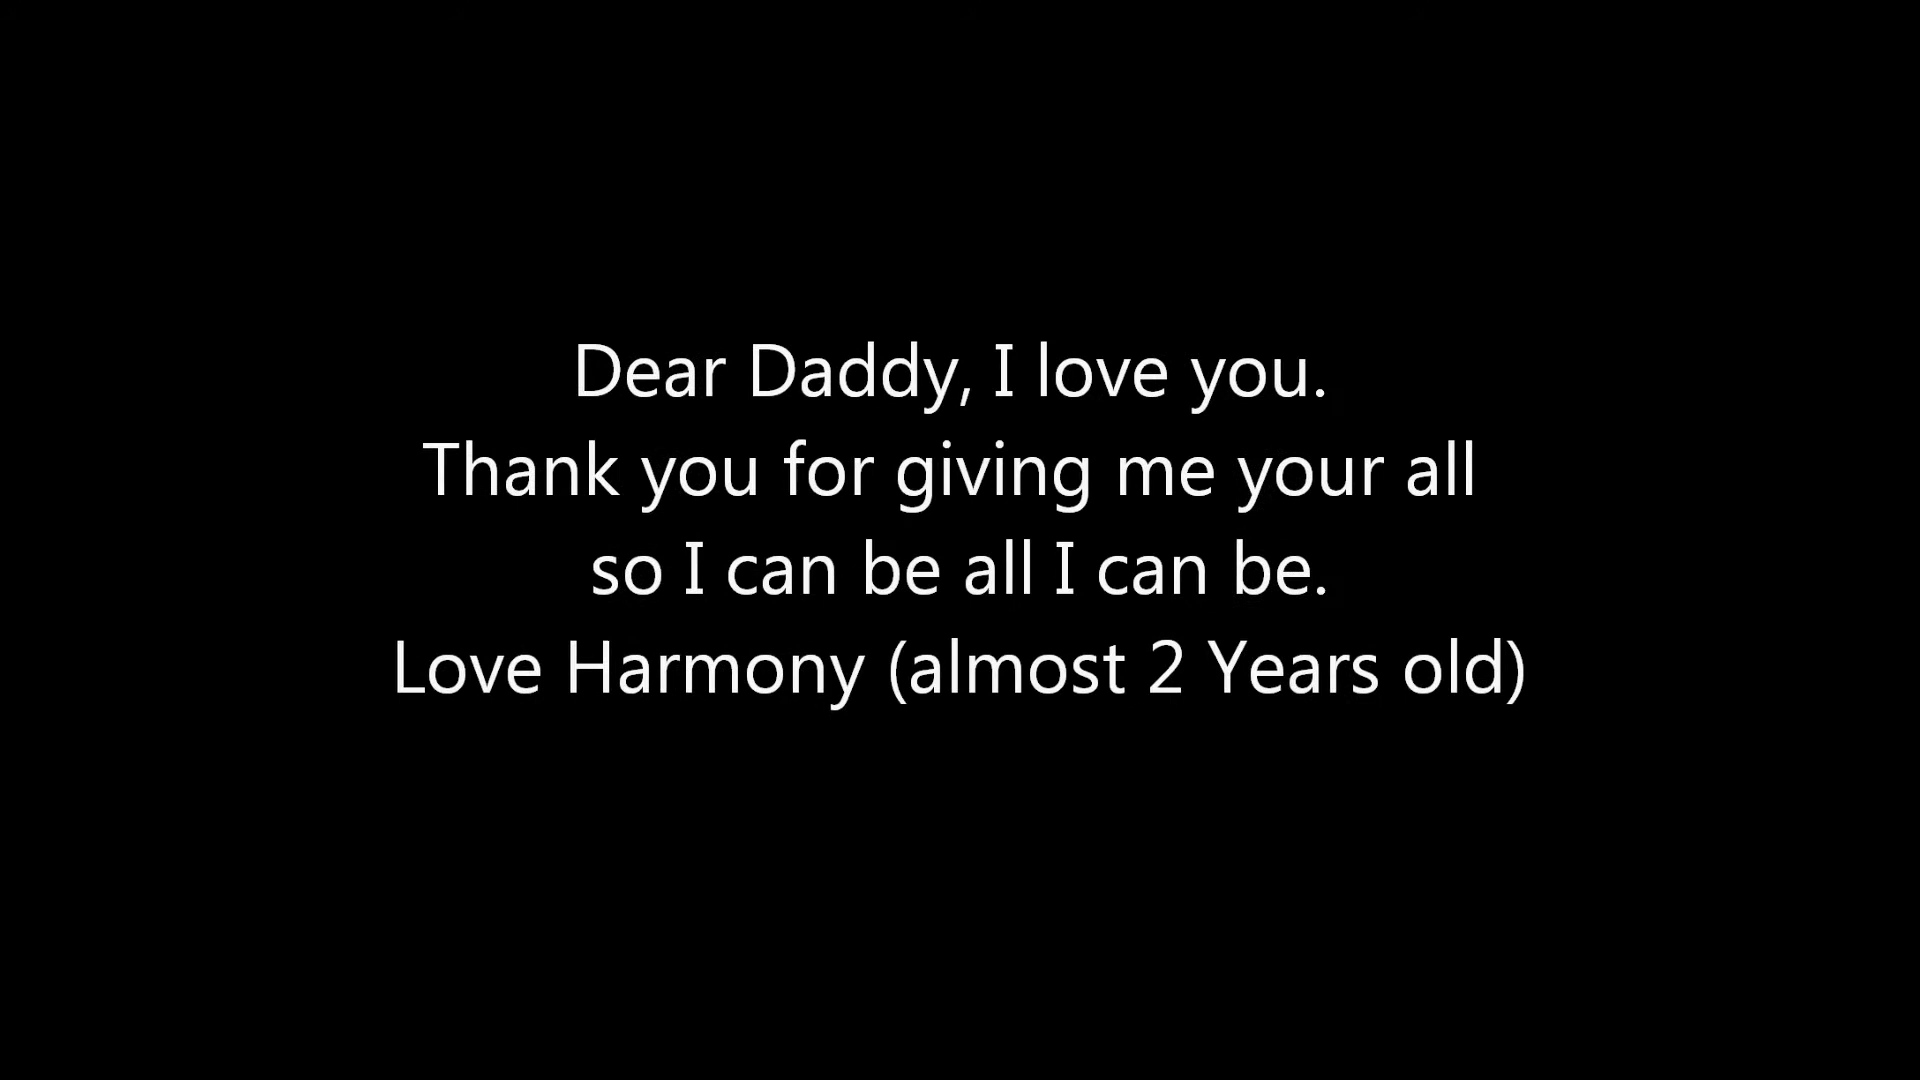 Dear Daddy, I love you.
Thank you for giving me your all
so I can be all I can be.
Love Harmony (almost 2 Years old)